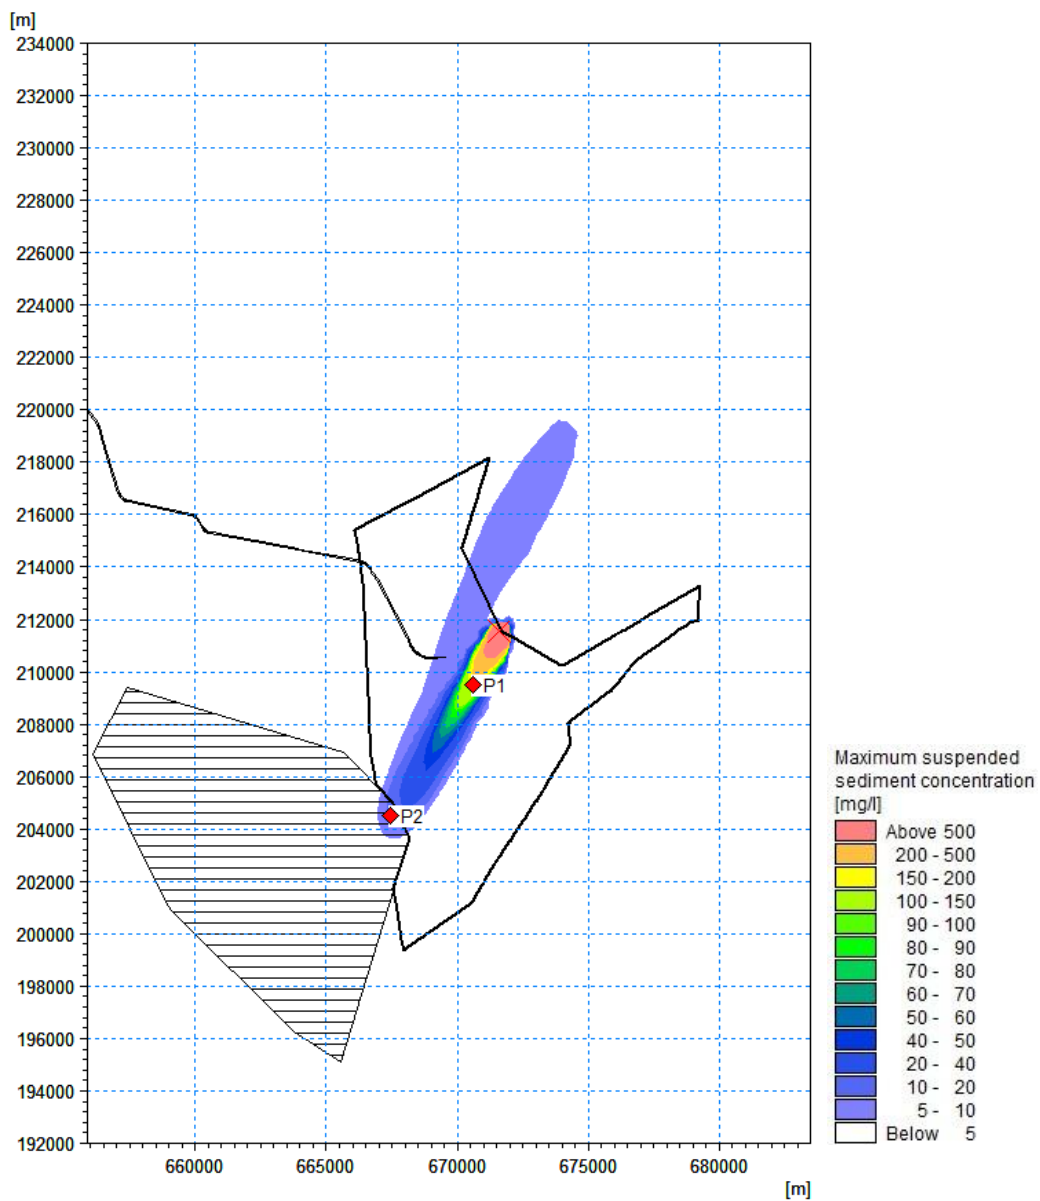 [m]
234000
232000
230000
228000
226000
224000
222000
220000
218000
216000
214000
212000
210000
208000
206000
204000
202000
200000
198000
196000
194000
192000
P1
P2
660000 665000 670000 675000 680000
[m]
Maximum suspended
sediment concentration
[mg/l]
Above 500
200 - 500
150 - 200
100 - 150
90 - 100
80 - 90
70 - 80
60 - 70
50 - 60
40 - 50
20 - 40
10 - 20
5 - 10
Below 5